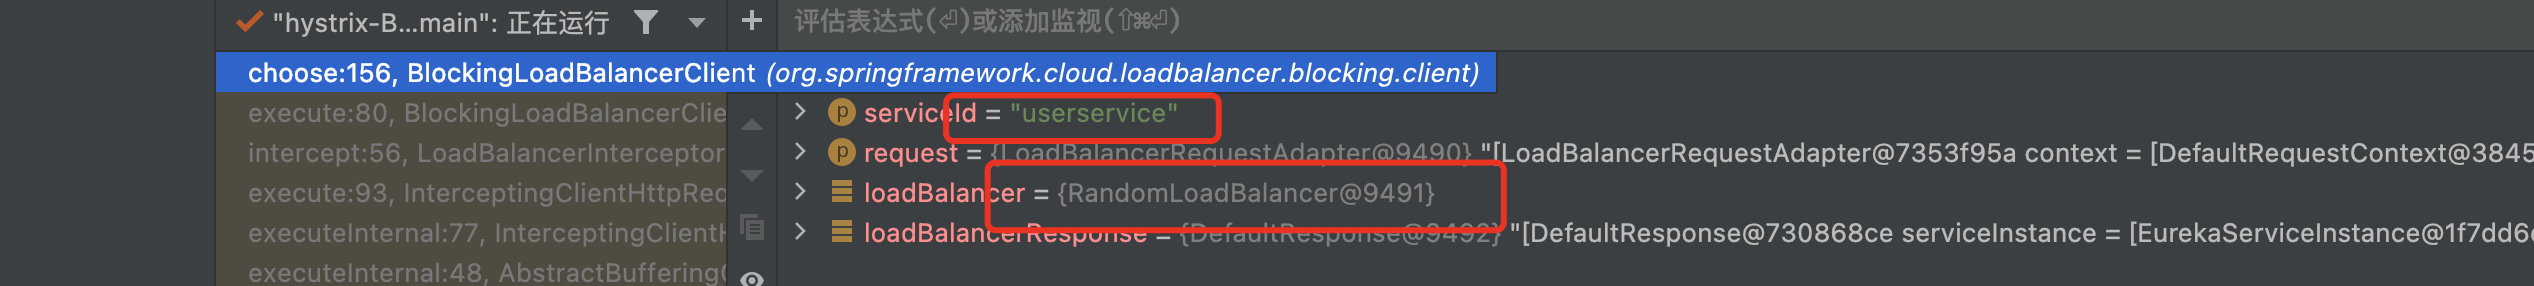 "hystrix-B...main": 正在运行
评估表达式(⏎)或添加监视(⇧⌘⏎)
choose:156, BlockingLoadBalancerClient (org.springframework.cloud.loadbalancer.blocking.client)
execute:80, BlockingLoadBalancerClie
p serviceId = "userservice"
intercept:56, LoadBalancerInterceptor
p request = {LoadBalancerRequestAdapter@9490} "[LoadBalancerRequestAdapter@7353f95a context = [DefaultRequestContext@3845
execute:93, InterceptingClientHttpRec
loadBalancer = {RandomLoadBalancer@9491}
executeInternal:77, InterceptingClientH
loadBalancerResponse = {DefaultResponse@9492} "[DefaultResponse@730868ce serviceInstance = [EurekaServiceInstance@1f7dd6
executeInternal:48, AbstractBuffering